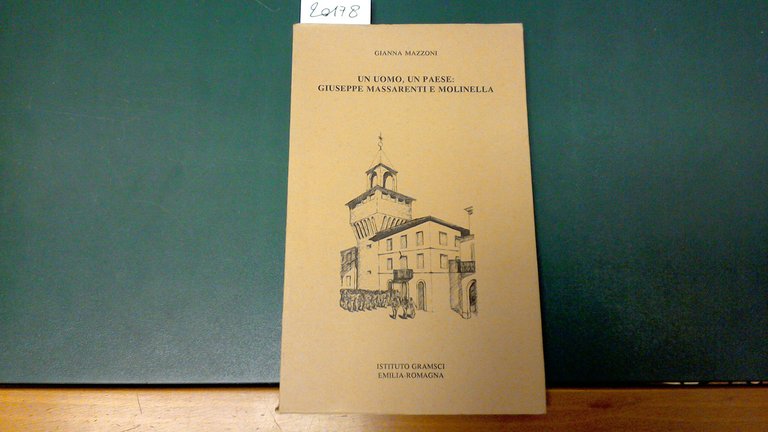 20178
GIANNA MAZZONI
UN UOMO, UN PAESE:
GIUSEPPE MASSARENTI E MOLINELLA
ISTITUTO GRAMSCI
EMILIA-ROMAGNA